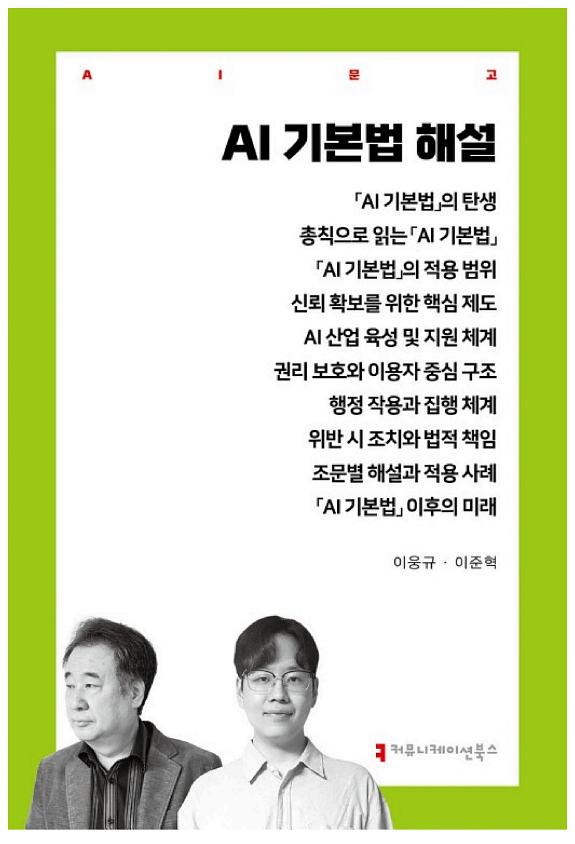 AI문고
AI 기본법 해설
「AI 기본법」의 탄생
총칙으로 읽는 「AI 기본법」
「AI 기본법」의 적용 범위
신뢰 확보를 위한 핵심 제도
AI 산업 육성 및 지원 체계
권리 보호와 이용자 중심 구조
행정 작용과 집행 체계
위반 시 조치와 법적 책임
조문별 해설과 적용 사례
「AI 기본법」 이후의 미래
이웅규 · 이준혁
커뮤니케이션북스